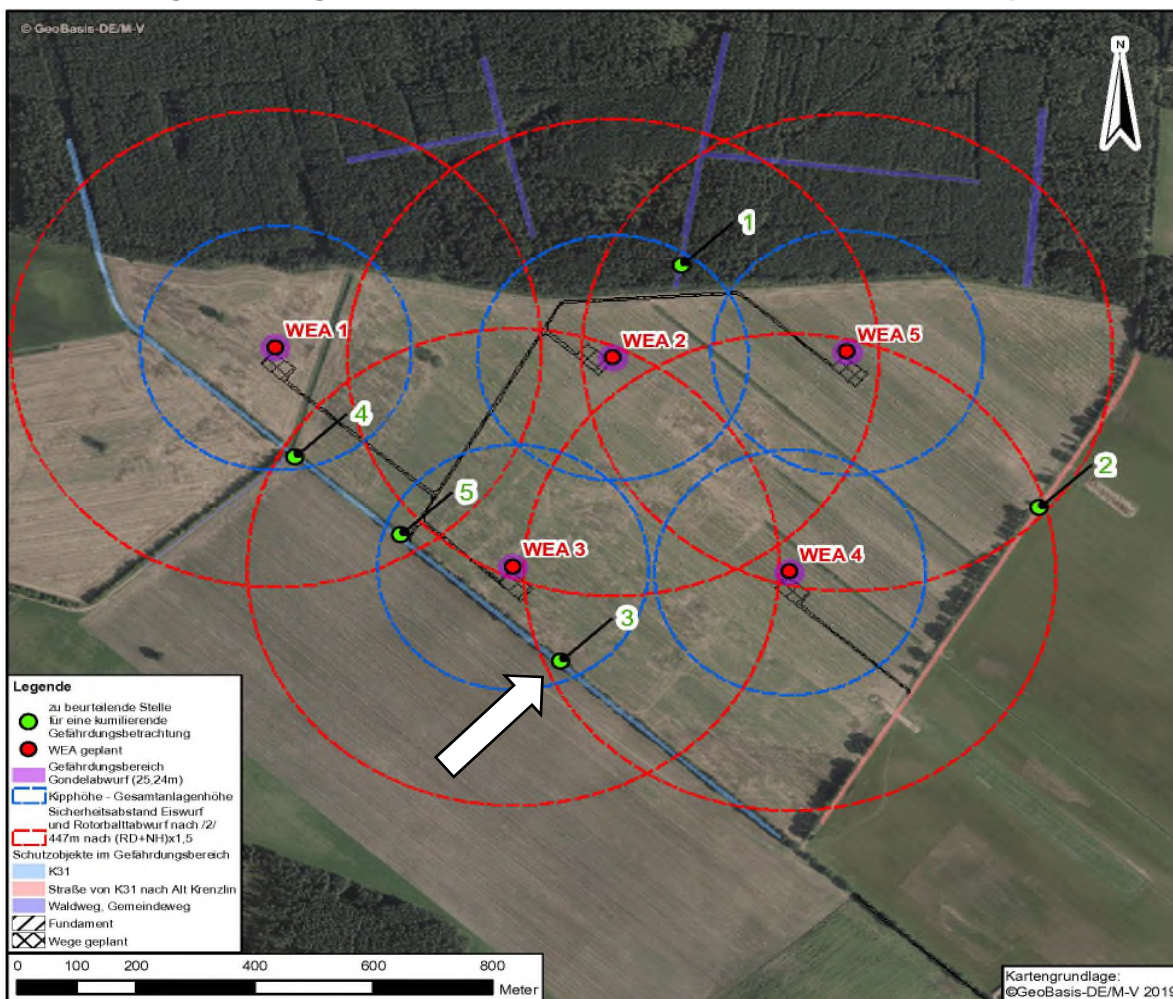 © GeoBasis-DE/M-V
N
1
WEA 1
WEA 2
WEA 5
4
2
5
WEA 3
WEA 4
3
Legende
zu beurteilende Stelle
für eine kumilierende
Gefährdungsbetrachtung
WEA geplant
Gefährdungsbereich
Gondelabwurf (25,24m)
Kipphöhe - Gesamtanlagenhöhe
Sicherheitsabstand Eiswurf
und Rotorbalttabwurf nach /2/
447m nach (RD+NH)x1,5
Schutzobjekte im Gefährdungsbereich
K31
Straße von K31 nach Alt Krenzlin
Waldweg, Gemeindeweg
Fundament
Wege geplant
0 100 200 400 600 800
Meter
Kartengrundlage:
©GeoBasis-DE/M-V 2019